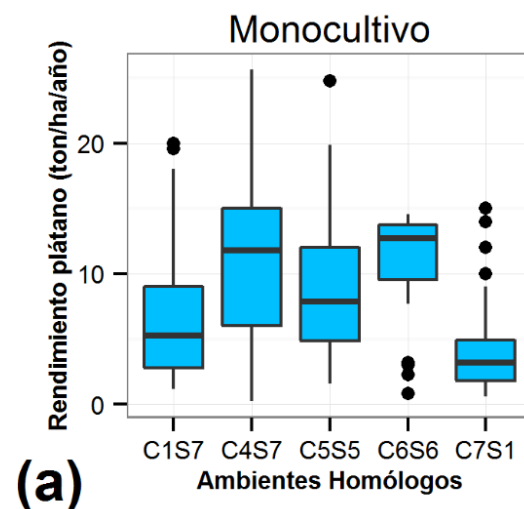 Monocultivo
Rendimiento plátano (ton/ha/año)
20
10
0
C1S7 C4S7 C5S5 C6S6 C7S1
Ambientes Homólogos
(a)